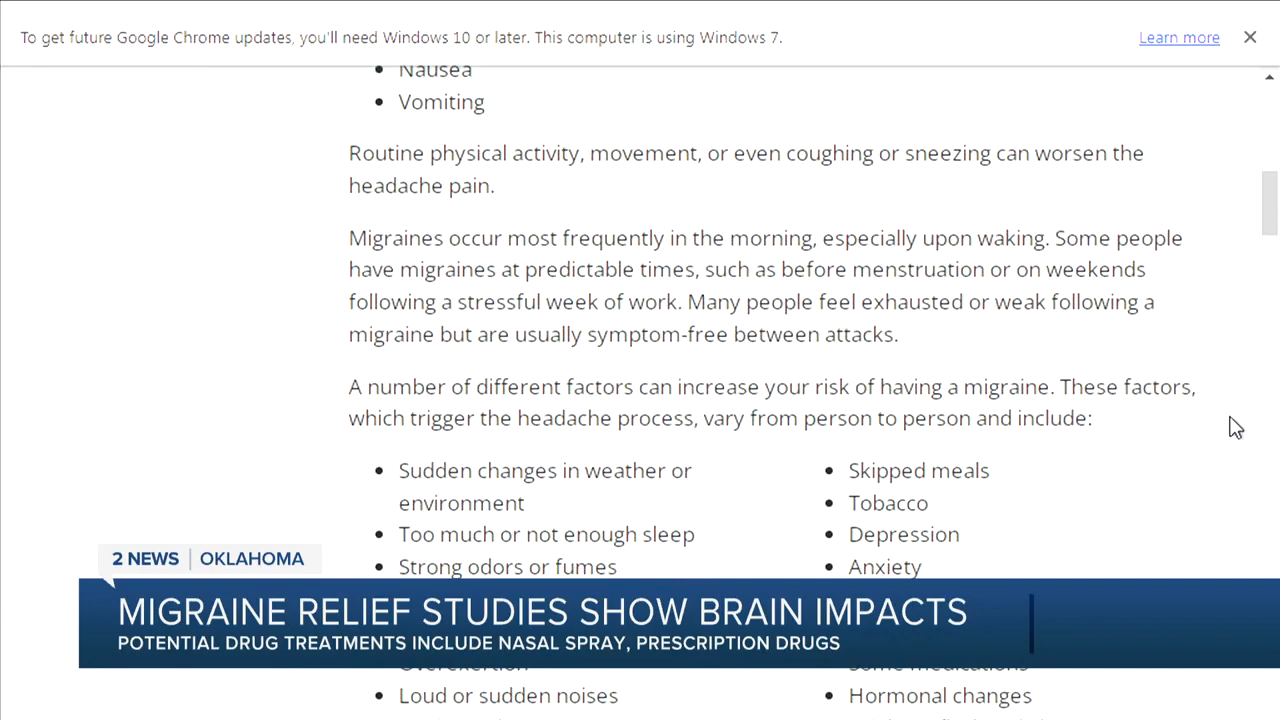 To get future Google Chrome updates, you'll need Windows 10 or later. This computer is using Windows 7.
Learn more
Nausea
Vomiting
Routine physical activity, movement, or even coughing or sneezing can worsen the
headache pain.
Migraines occur most frequently in the morning, especially upon waking. Some people
have migraines at predictable times, such as before menstruation or on weekends
following a stressful week of work. Many people feel exhausted or weak following a
migraine but are usually symptom-free between attacks.
A number of different factors can increase your risk of having a migraine. These factors,
which trigger the headache process, vary from person to person and include:
Sudden changes in weather or
environment
Too much or not enough sleep
Strong odors or fumes
Skipped meals
Tobacco
Depression
Anxiety
2 NEWS OKLAHOMA
MIGRAINE RELIEF STUDIES SHOW BRAIN IMPACTS
POTENTIAL DRUG TREATMENTS INCLUDE NASAL SPRAY, PRESCRIPTION DRUGS
Overexertion
Loud or sudden noises
Some medications
Hormonal changes